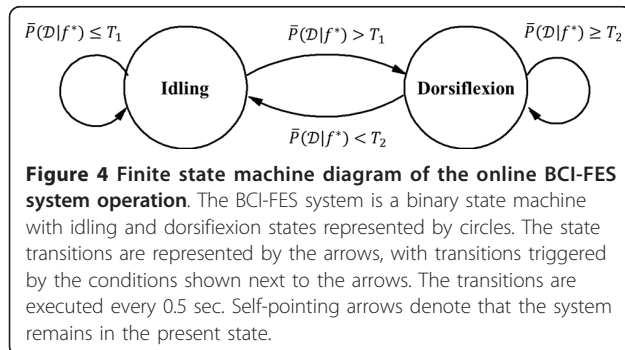 P̄(𝒟|f*) ≤ T₁
P̄(𝒟|f*) > T₁
P̄(𝒟|f*) ≥ T₂
Idling
Dorsiflexion
P̄(𝒟|f*) < T₂
Figure 4 Finite state machine diagram of the online BCI-FES
system operation. The BCI-FES system is a binary state machine
with idling and dorsiflexion states represented by circles. The state
transitions are represented by the arrows, with transitions triggered
by the conditions shown next to the arrows. The transitions are
executed every 0.5 sec. Self-pointing arrows denote that the system
remains in the present state.